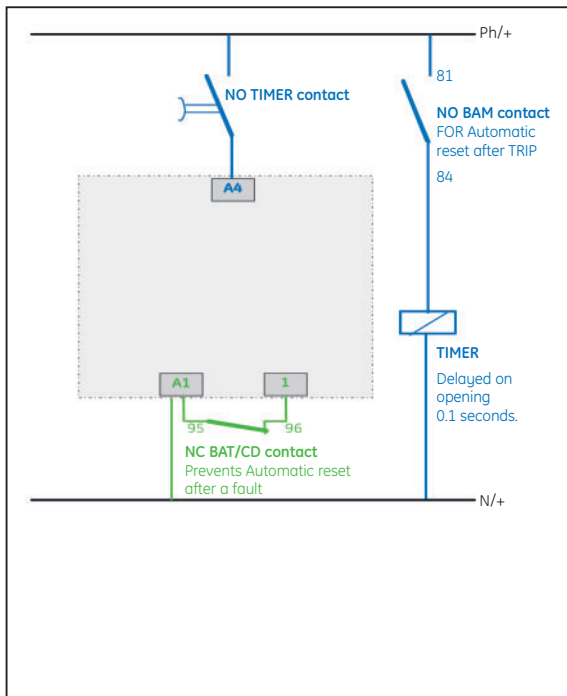 Ph/+
81
NO TIMER contact
NO BAM contact
FOR Automatic
reset after TRIP
84
A4
TIMER
Delayed on
opening
0.1 seconds.
A1
1
95
96
NC BAT/CD contact
Prevents Automatic reset
after a fault
N/+